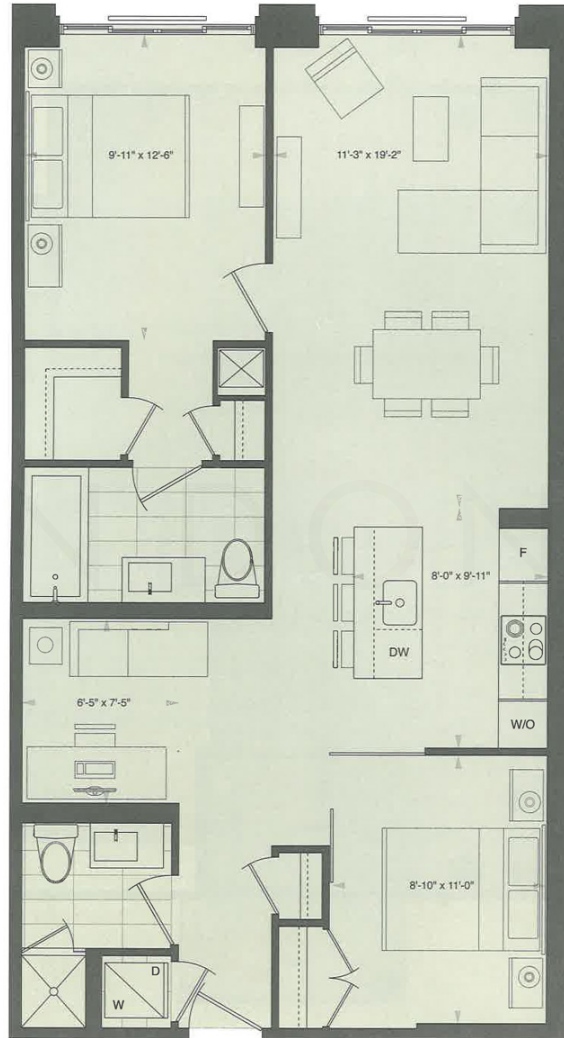 9'-11" x 12'-6"
11'-3" x 19'-2"
F
8'-0" x 9'-11"
DW
6'-5" x 7'-5"
W/O
8'-10" x 11'-0"
D
W